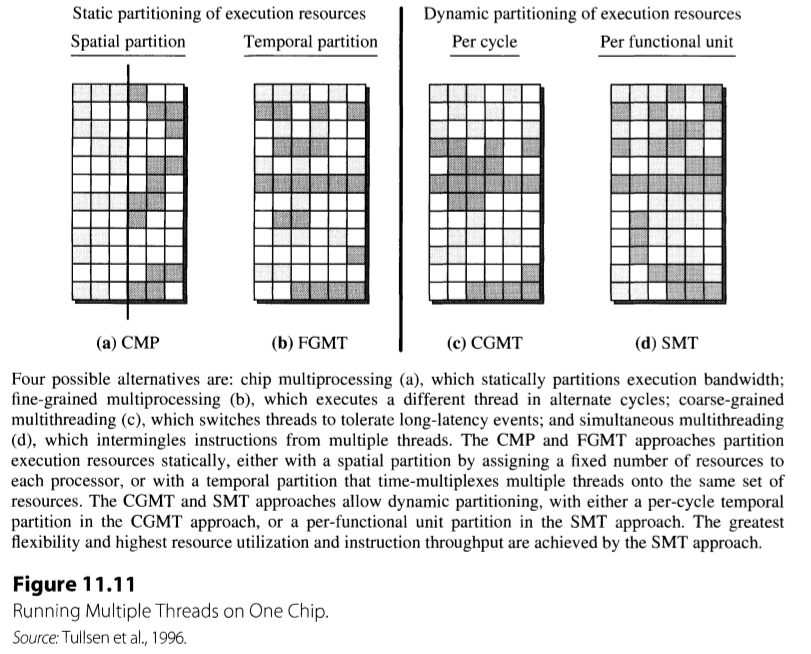 Static partitioning of execution resources
Dynamic partitioning of execution resources
Spatial partition
Temporal partition
Per cycle
Per functional unit
(a) CMP
(b) FGMT
(c) CGMT
(d) SMT
Four possible alternatives are: chip multiprocessing (a), which statically partitions execution bandwidth;
fine-grained multiprocessing (b), which executes a different thread in alternate cycles; coarse-grained
multithreading (c), which switches threads to tolerate long-latency events; and simultaneous multithreading
(d), which intermingles instructions from multiple threads. The CMP and FGMT approaches partition
execution resources statically, either with a spatial partition by assigning a fixed number of resources to
each processor, or with a temporal partition that time-multiplexes multiple threads onto the same set of
resources. The CGMT and SMT approaches allow dynamic partitioning, with either a per-cycle temporal
partition in the CGMT approach, or a per-functional unit partition in the SMT approach. The greatest
flexibility and highest resource utilization and instruction throughput are achieved by the SMT approach.
Figure 11.11
Running Multiple Threads on One Chip.
Source: Tullsen et al., 1996.